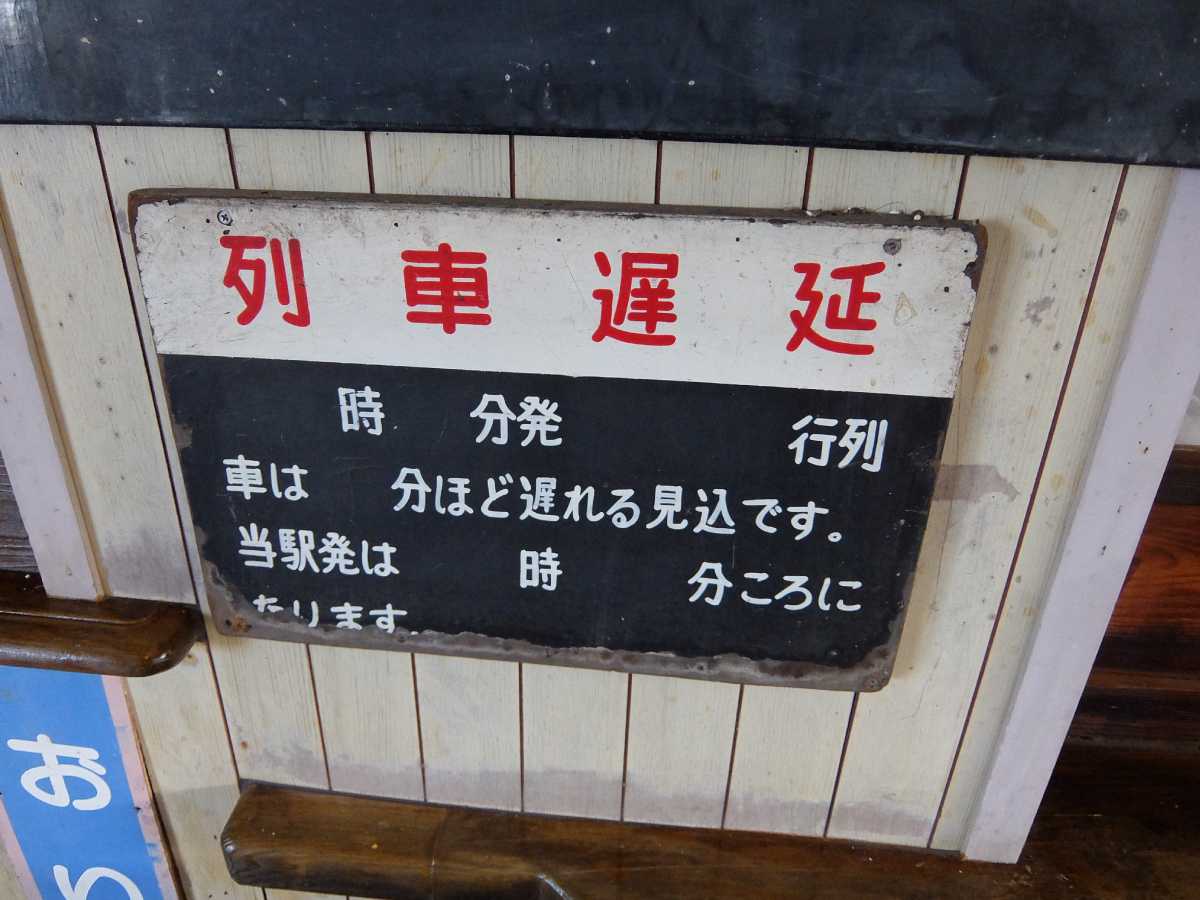 列車遅延
時 分発 行列
車は 分ほど遅れる見込です。
当駅発は 時 分ころに
なります。
お